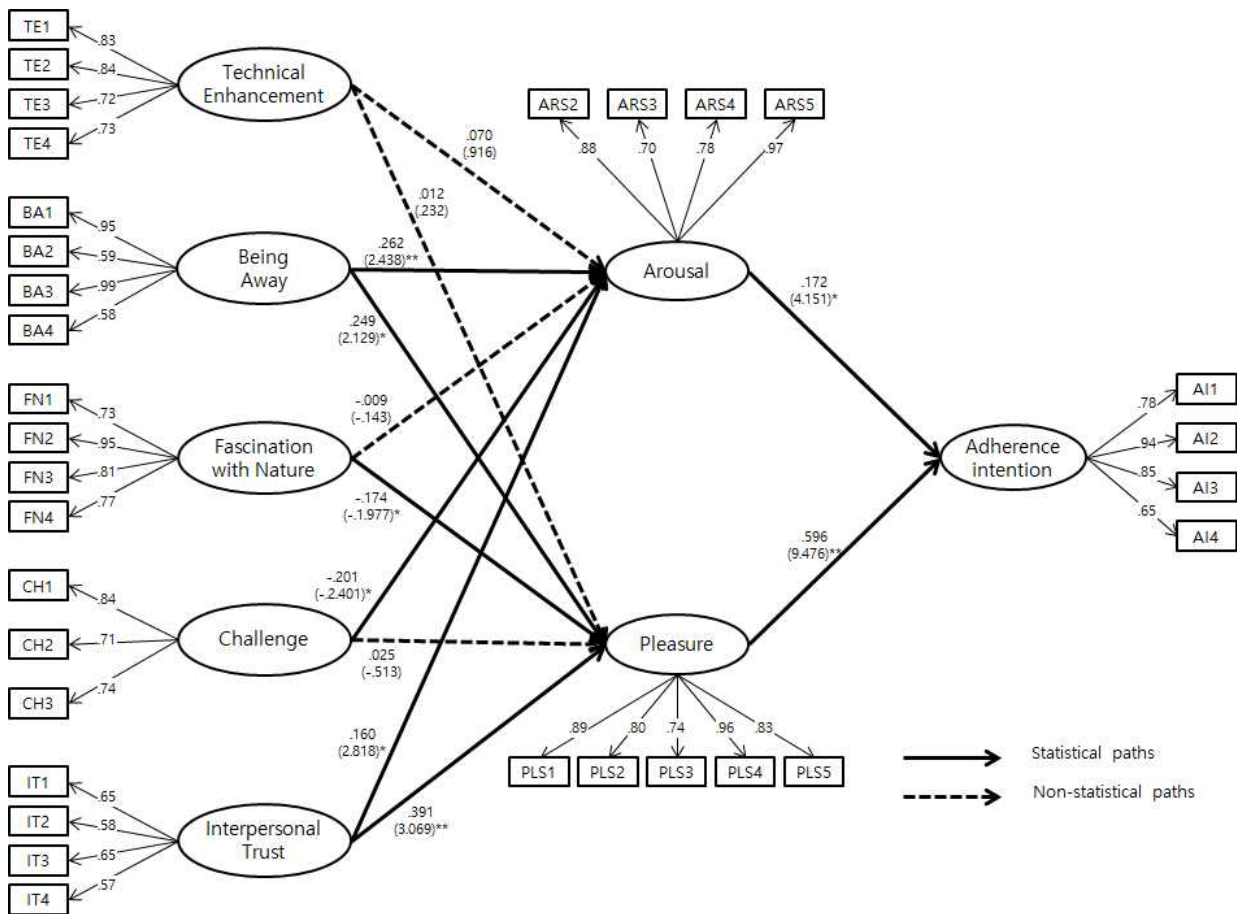 TE1
TE2
TE3
TE4
.83
.84
.72
.73
Technical
Enhancement
BA1
BA2
BA3
BA4
.95
.59
.99
.58
Being
Away
FN1
FN2
FN3
FN4
.73
.95
.81
.77
Fascination
with Nature
CH1
CH2
CH3
.84
.71
.74
Challenge
IT1
IT2
IT3
IT4
.65
.58
.65
.57
Interpersonal
Trust
.070
(.916)
.012
(.232)
.262
(2.438)**
.249
(2.129)*
-.009
(-.143)
-.174
(-.1.977)*
-.201
(-.2.401)*
.025
(-.513)
.160
(2.818)*
.391
(3.069)**
ARS2
ARS3
ARS4
ARS5
.88
.70
.78
.97
Arousal
.172
(4.151)*
.596
(9.476)**
Pleasure
.89
.80
.74
.96
.83
PLS1
PLS2
PLS3
PLS4
PLS5
Adherence
intention
.78
.94
.85
.65
AI1
AI2
AI3
AI4
Statistical paths
Non-statistical paths